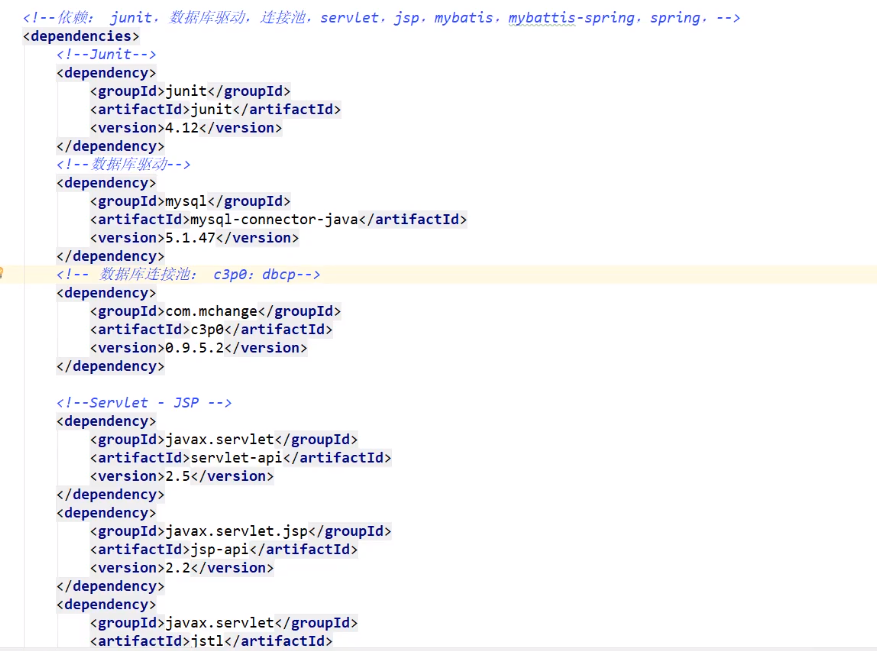 <!--依赖： junit，数据库驱动，连接池，servlet，jsp，mybatis，mybattis-spring，spring，-->
<dependencies>
<!--Junit-->
<dependency>
<groupId>junit</groupId>
<artifactId>junit</artifactId>
<version>4.12</version>
</dependency>
<!--数据库驱动-->
<dependency>
<groupId>mysql</groupId>
<artifactId>mysql-connector-java</artifactId>
<version>5.1.47</version>
</dependency>
<!-- 数据库连接池： c3p0：dbcp-->
<dependency>
<groupId>com.mchange</groupId>
<artifactId>c3p0</artifactId>
<version>0.9.5.2</version>
</dependency>
<!--Servlet - JSP -->
<dependency>
<groupId>javax.servlet</groupId>
<artifactId>servlet-api</artifactId>
<version>2.5</version>
</dependency>
<dependency>
<groupId>javax.servlet.jsp</groupId>
<artifactId>jsp-api</artifactId>
<version>2.2</version>
</dependency>
<dependency>
<groupId>javax.servlet</groupId>
<artifactId>jstl</artifactId>